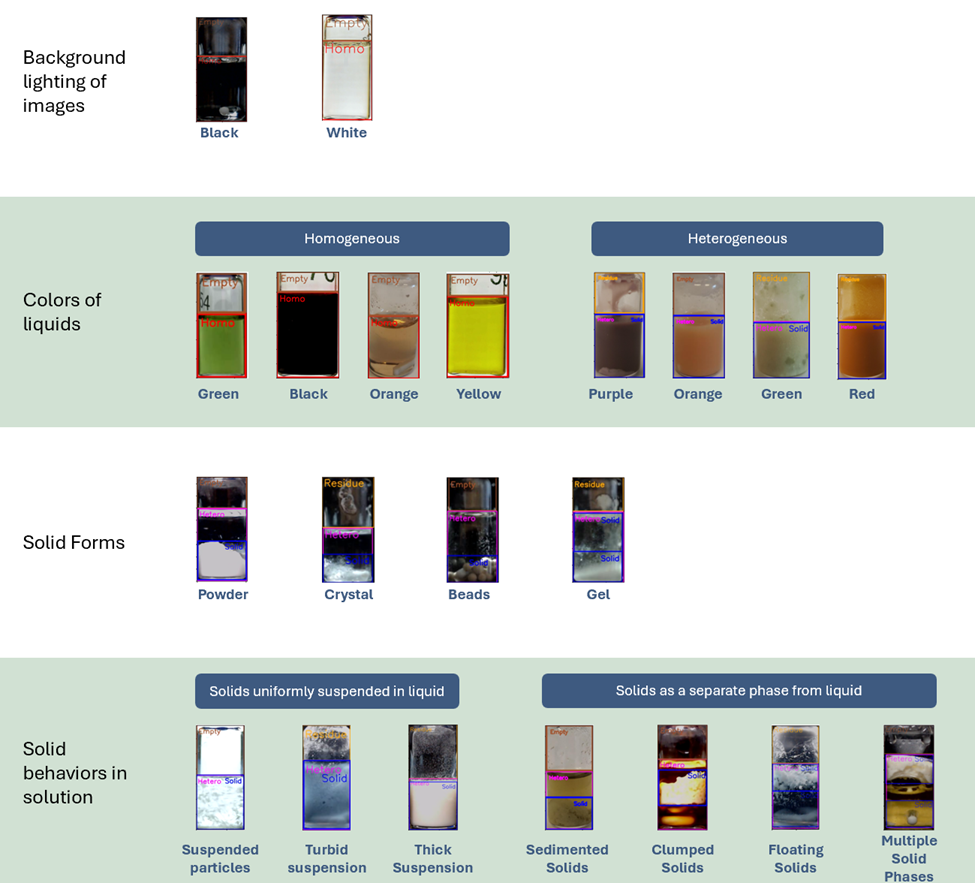 Background
lighting of
images
Empty
Empty
Homo
Black
White
Homogeneous
Heterogeneous
Colors of
liquids
Empty
Homo
Empty
Homo
Empty
Homo
Empty
Homo
Empty
Solid
Residue
Hetero Solid
Solid
Green
Black
Orange
Yellow
Purple
Orange
Green
Red
Solid Forms
Hetero
Solid
Residue
Hetero
Empty
Hetero
Solid
Residue
Hetero Solid
Solid
Powder
Crystal
Beads
Gel
Solids uniformly suspended in liquid
Solids as a separate phase from liquid
Solid
behaviors in
solution
Empty
Hetero Solid
Residue
Hetero
Solid
Solid
Empty
Hetero
Solid
Hetero
Solid
Hetero Solid
Suspended
particles
Turbid
suspension
Thick
Suspension
Sedimented
Solids
Clumped
Solids
Floating
Solids
Multiple
Solid
Phases